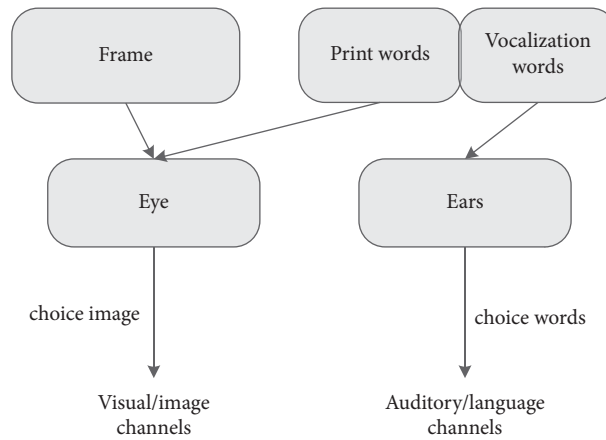 Frame
Print words
Vocalization
words
Eye
Ears
choice image
choice words
Visual/image
channels
Auditory/language
channels